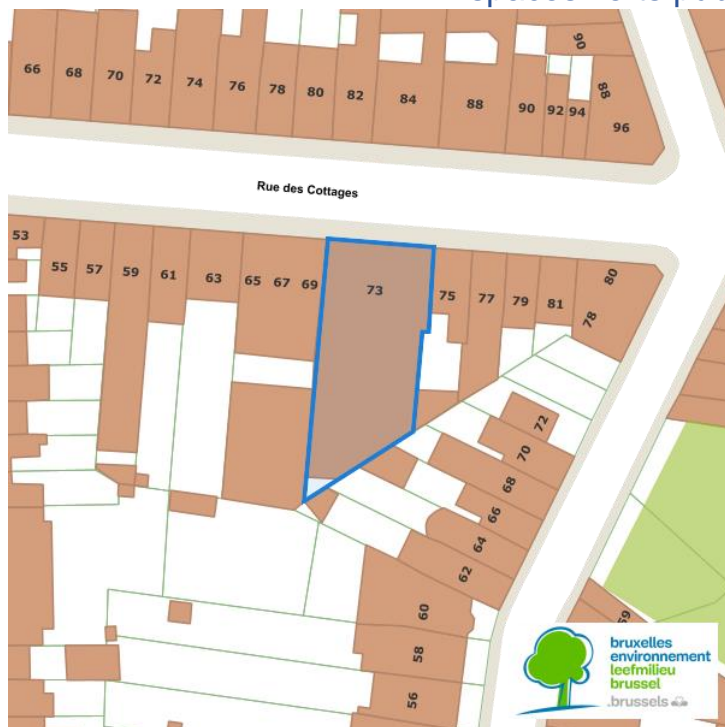 90
66 68 70 72 74 76 78 80 82 84 88 90 92 94 88 96
Rue des Cottages
53 55 57 59 61 63 65 67 69 73 75 77 79 81 78 80
72
70
68
66
64
62
60
59
58
56
bruxelles
environnement
leefmilieu
brussel
.brussels